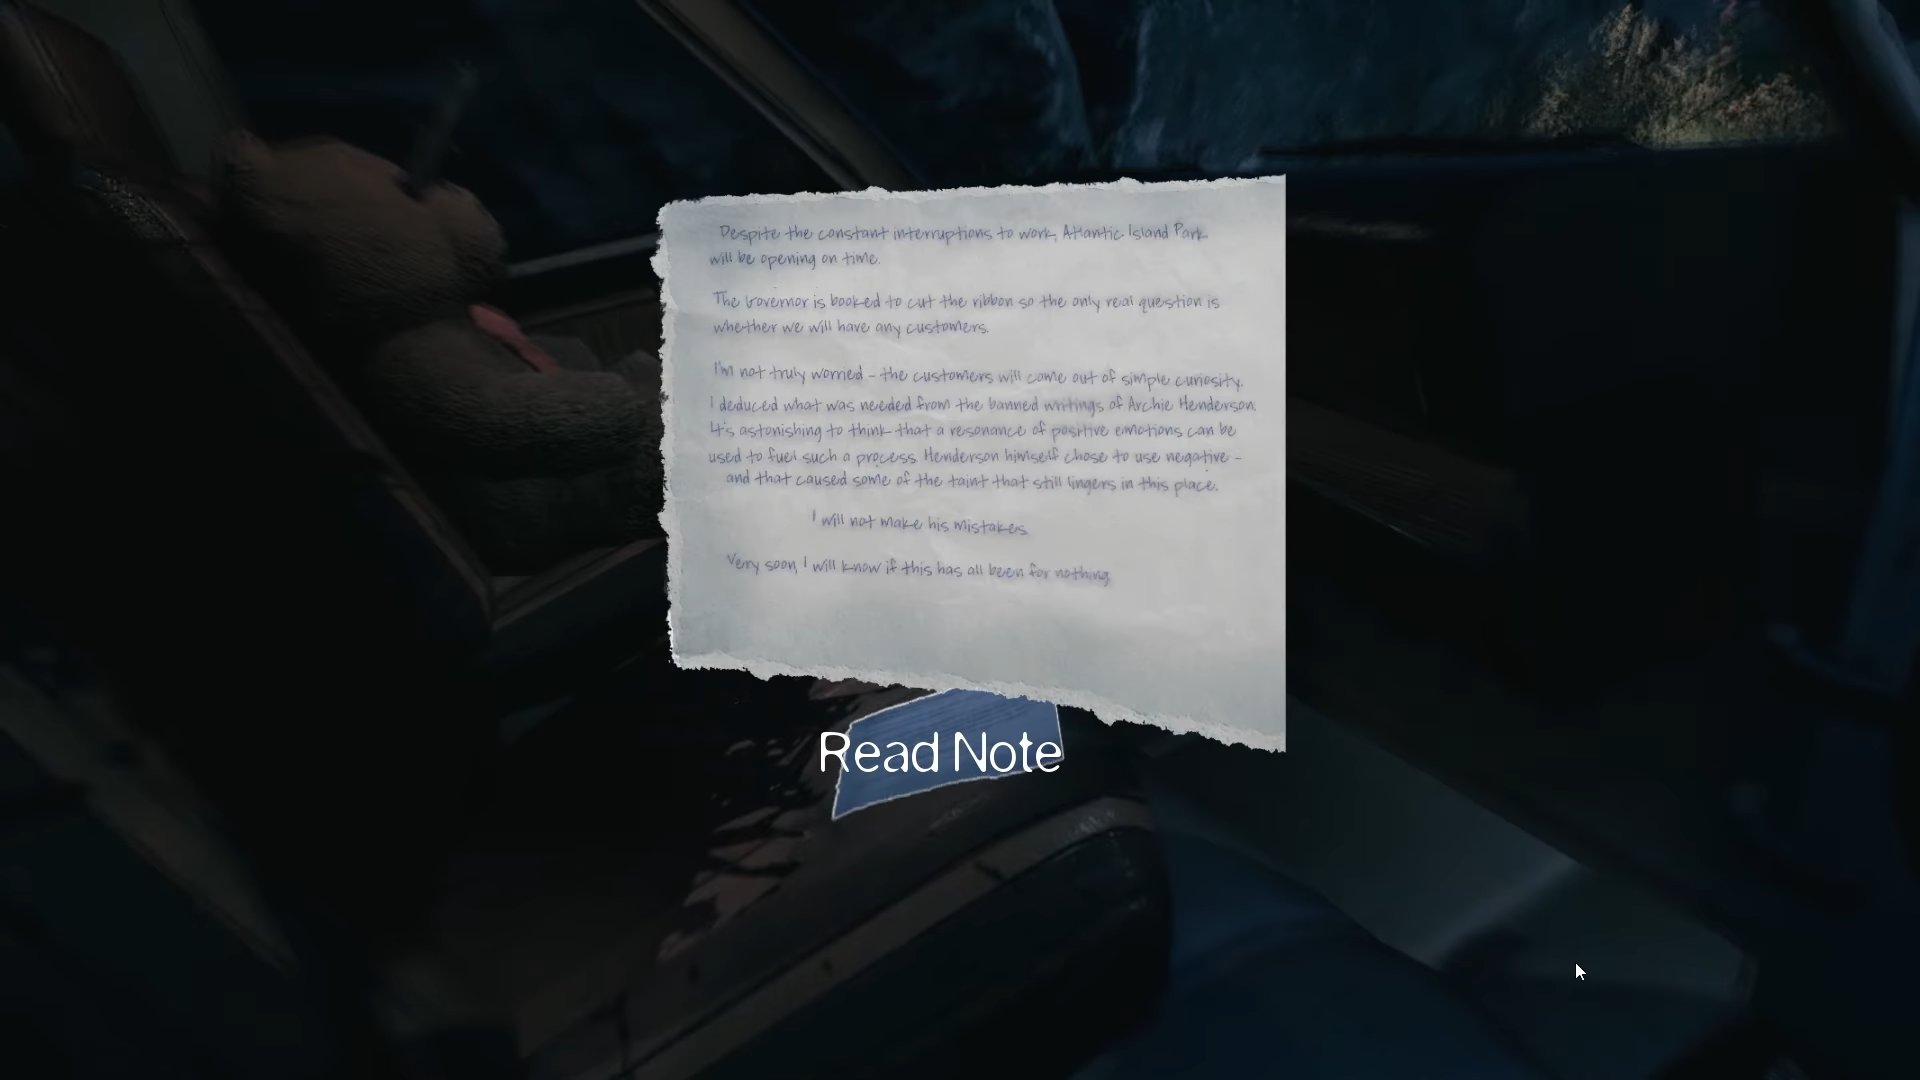 Despite the constant interruptions to work, Atlantic Island Park
will be opening on time.
The Governor is booked to cut the ribbon so the only real question is
whether we will have any customers.
I'm not truly worried - the customers will come out of simple curiosity.
I deduced what was needed from the banned writings of Archie Henderson.
It's astonishing to think that a resonance of positive emotions can be
used to fuel such a process. Henderson himself chose to use negative -
and that caused some of the taint that still lingers in this place.
I will not make his mistakes.
Very soon, I will know if this has all been for nothing.
Read Note